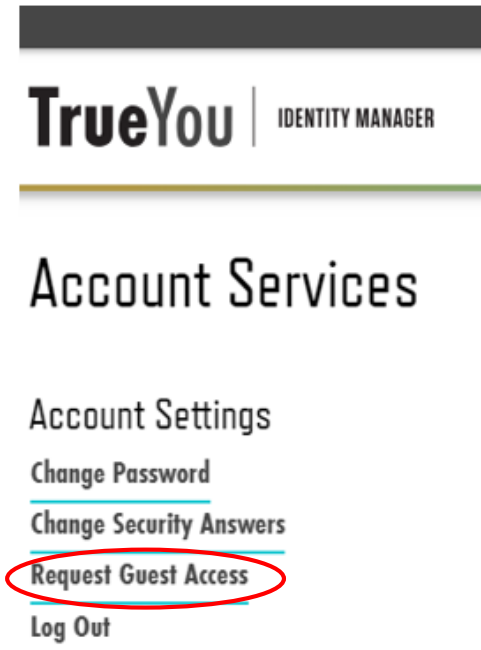 TrueYou | IDENTITY MANAGER
Account Services
Account Settings
Change Password
Change Security Answers
Request Guest Access
Log Out